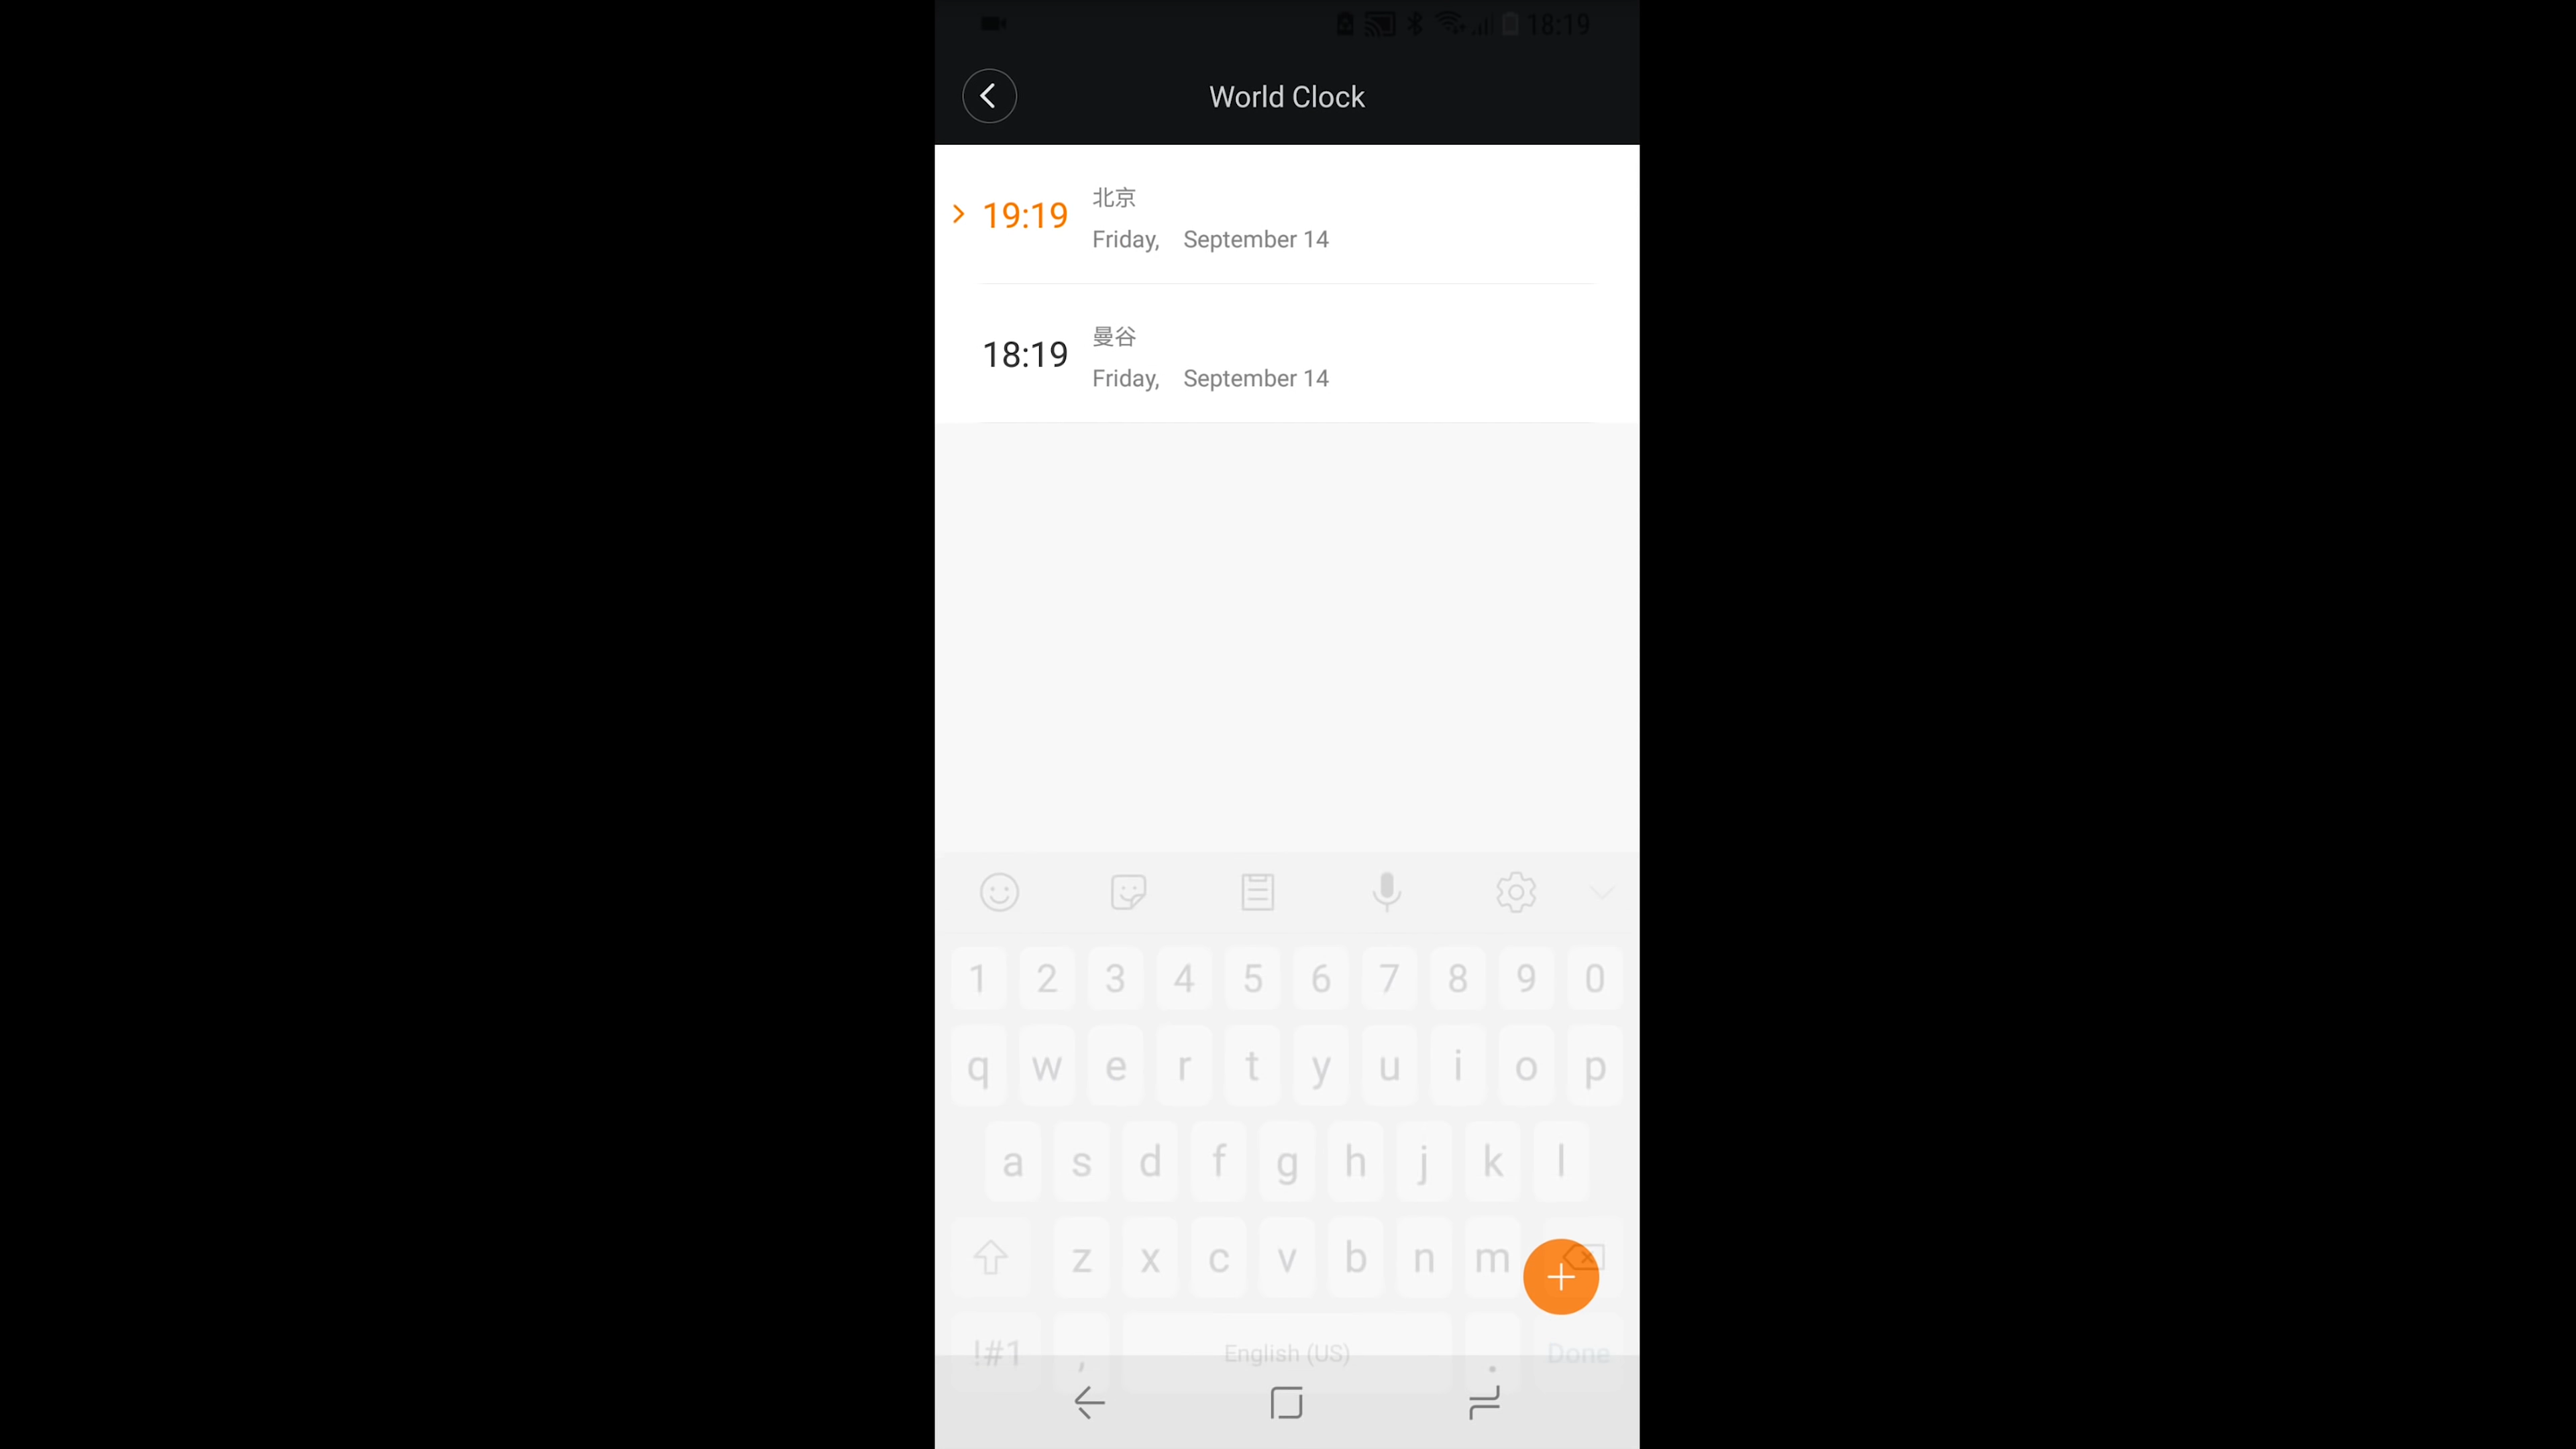 18:19
World Clock
19:19
北京
Friday, September 14
18:19
曼谷
Friday, September 14
1 2 3 4 5 6 7 8 9 0
q w e r t y u i o p
a s d f g h j k l
z x c v b n m
!#1 , English (US) . Done